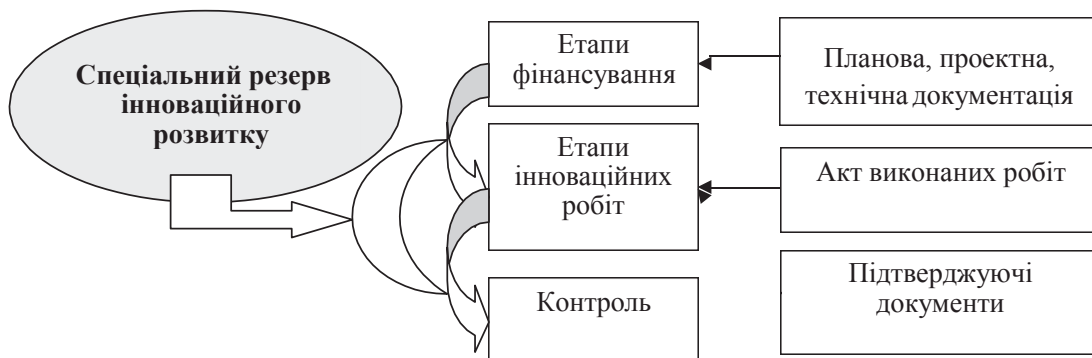 Спеціальний резерв
інноваційного
розвитку
Етапи
фінансування
Планова, проектна,
технічна документація
Етапи
інноваційних
робіт
Акт виконаних робіт
Контроль
Підтверджуючі
документи